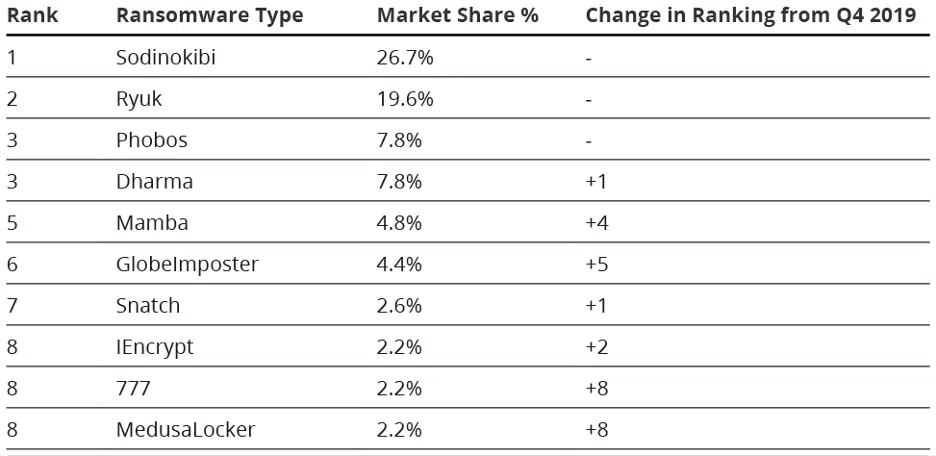 Rank Ransomware Type Market Share % Change in Ranking from Q4 2019
1 Sodinokibi 26.7% -
2 Ryuk 19.6% -
3 Phobos 7.8% -
3 Dharma 7.8% +1
5 Mamba 4.8% +4
6 GlobeImposter 4.4% +5
7 Snatch 2.6% +1
8 IEncrypt 2.2% +2
8 777 2.2% +8
8 MedusaLocker 2.2% +8